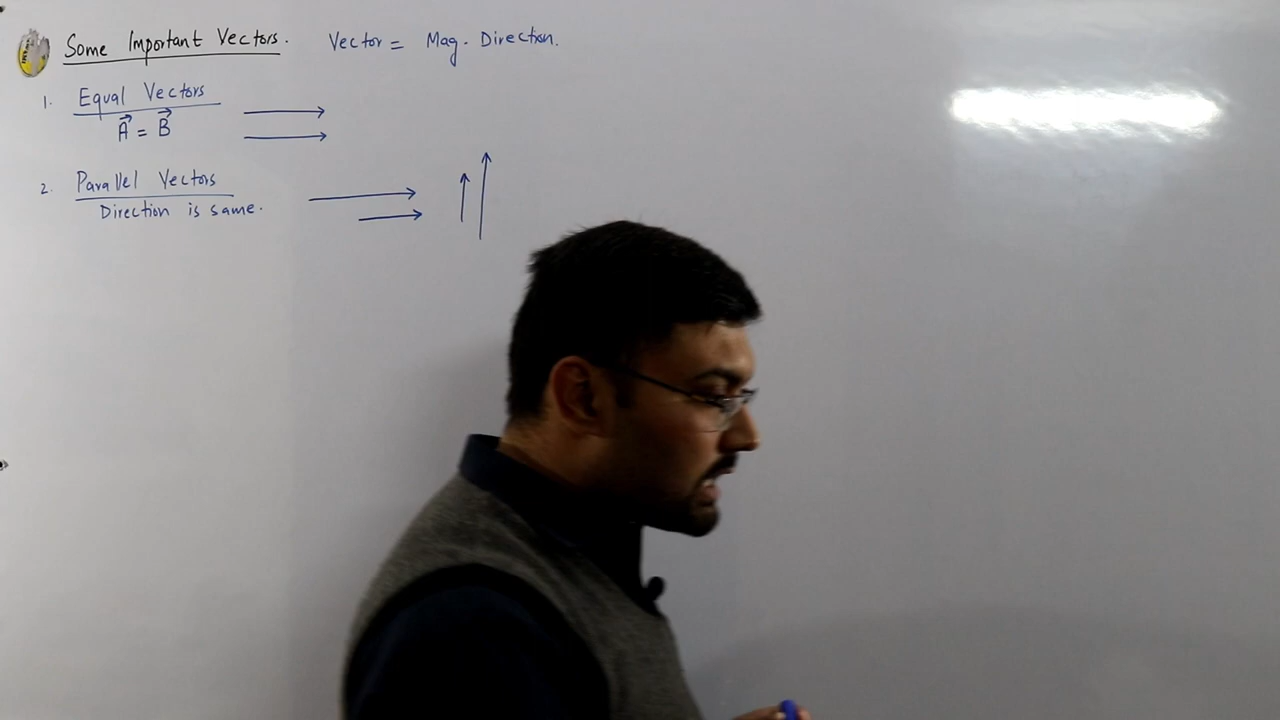 Some Important Vectors. Vector = Mag. Direction.
1. Equal Vectors
A⃗ = B⃗
2. Parallel Vectors
Direction is same.